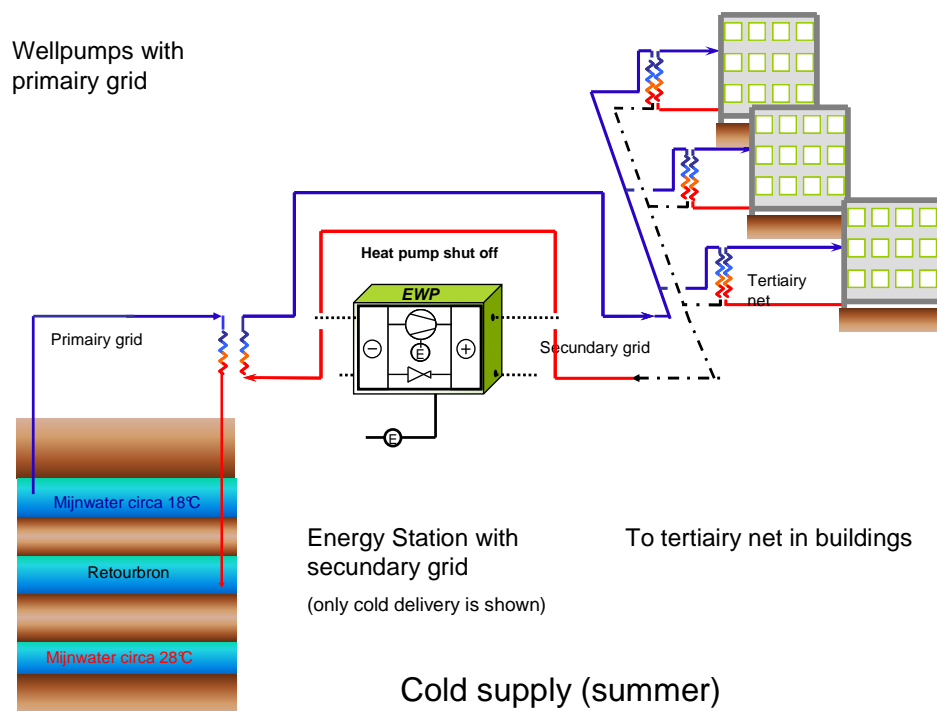 Wellpumps with
primairy grid
Heat pump shut off
EWP
E
E
Primairy grid
Secundary grid
Tertiairy
net
Mijnwater circa 18°C
Retourbron
Mijnwater circa 28°C
Energy Station with
secundary grid
(only cold delivery is shown)
To tertiairy net in buildings
Cold supply (summer)